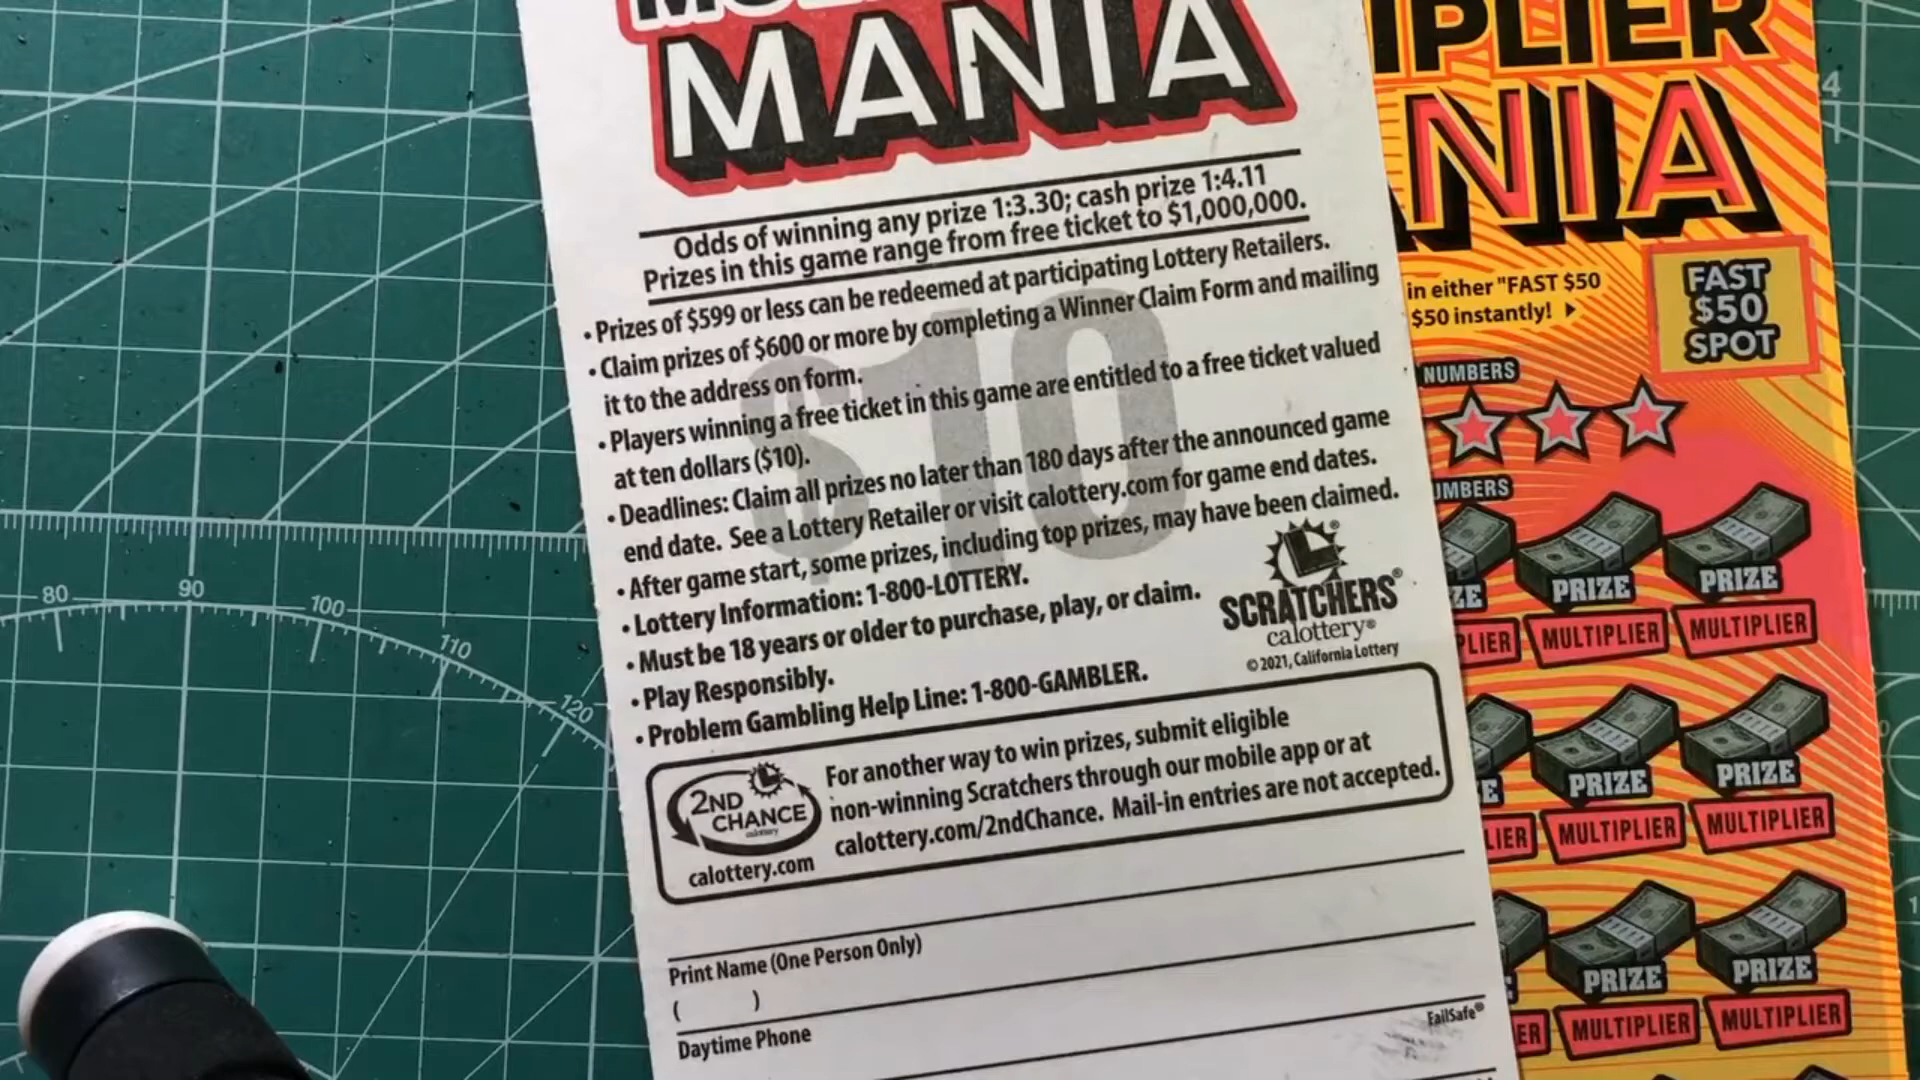 MANIA
Odds of winning any prize 1:3.30; cash prize 1:4.11
Prizes in this game range from free ticket to $1,000,000.
• Prizes of $599 or less can be redeemed at participating Lottery Retailers.
• Claim prizes of $600 or more by completing a Winner Claim Form and mailing
it to the address on form.
• Players winning a free ticket in this game are entitled to a free ticket valued
at ten dollars ($10).
• Deadlines: Claim all prizes no later than 180 days after the announced game
end date. See a Lottery Retailer or visit calottery.com for game end dates.
• After game start, some prizes, including top prizes, may have been claimed.
• Lottery Information: 1-800-LOTTERY.
• Must be 18 years or older to purchase, play, or claim.
• Play Responsibly.
• Problem Gambling Help Line: 1-800-GAMBLER.
$10
SCRATCHERS®
calottery®
© 2021, California Lottery
2ND
CHANCE
calottery
calottery.com
For another way to win prizes, submit eligible
non-winning Scratchers through our mobile app or at
calottery.com/2ndChance. Mail-in entries are not accepted.
Print Name (One Person Only)
( )
Daytime Phone
FailSafe®
IPLIER
ANIA
in either "FAST $50
$50 instantly!
FAST
$50
SPOT
NUMBERS
UMBERS
ZE PRIZE PRIZE
PLIER MULTIPLIER MULTIPLIER
E PRIZE PRIZE
LIER MULTIPLIER MULTIPLIER
PRIZE PRIZE
ER MULTIPLIER MULTIPLIER
80 90 100 110 120